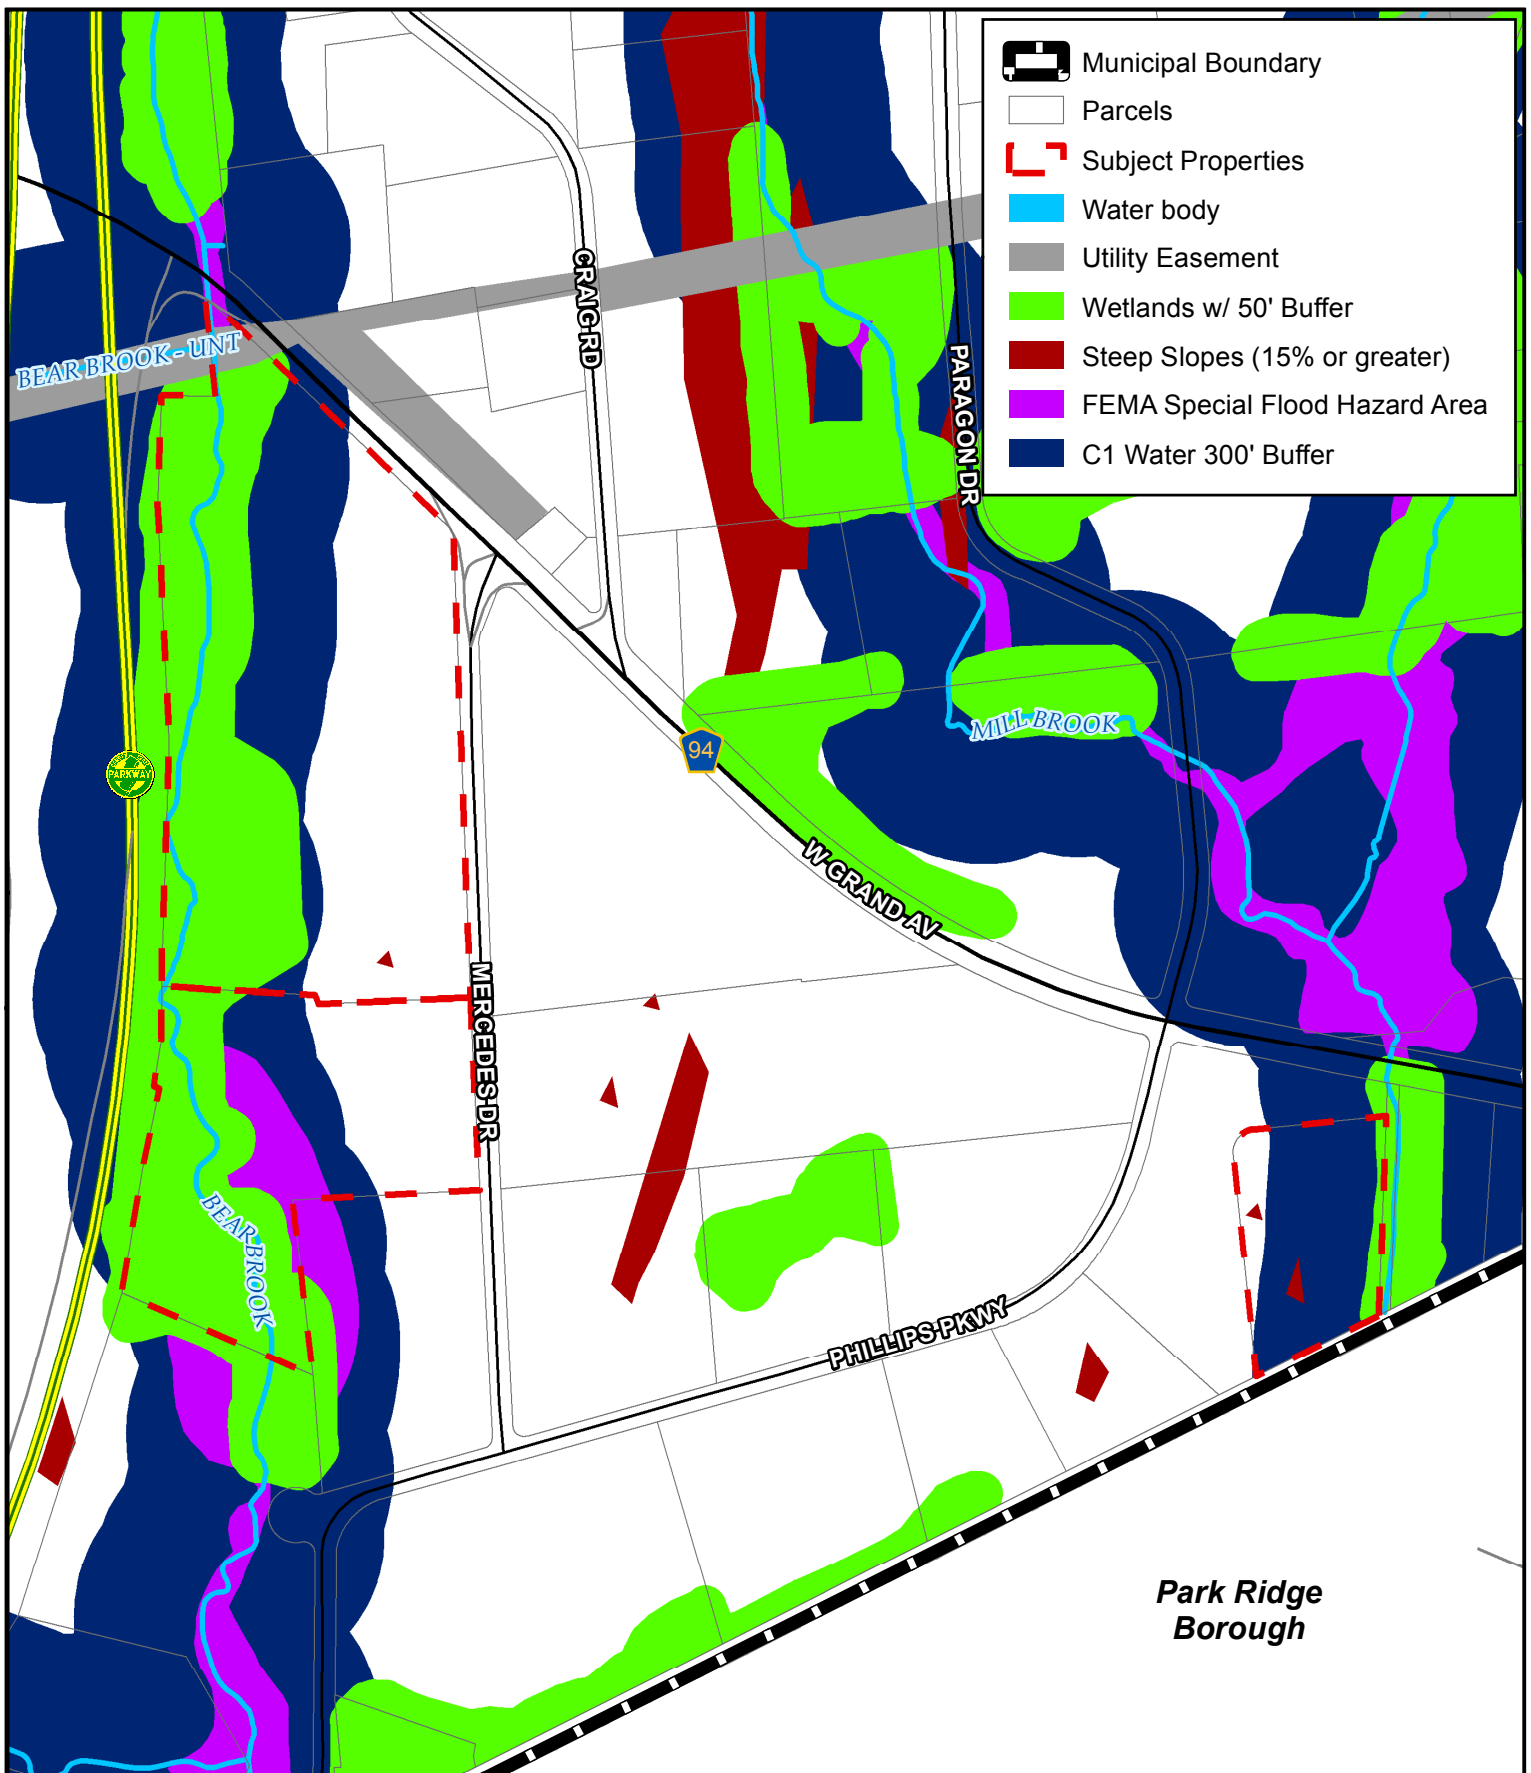 Municipal Boundary
Parcels
Subject Properties
Water body
Utility Easement
Wetlands w/ 50' Buffer
Steep Slopes (15% or greater)
FEMA Special Flood Hazard Area
C1 Water 300' Buffer
CRAIG RD
BEAR BROOK - UNT
PARAGON DR
MILL BROOK
94
PARKWAY
W GRAND AV
MERCEDES DR
BEAR BROOK
PHILLIPS PKWY
Park Ridge
Borough